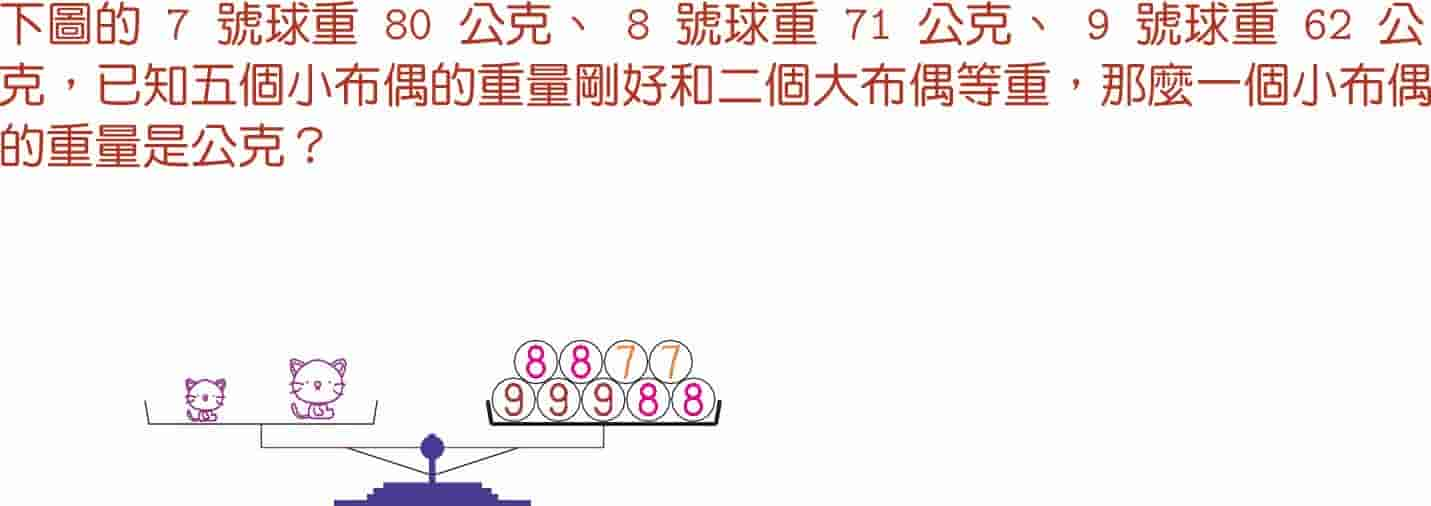 下圖的 7 號球重 80 公克、 8 號球重 71 公克、 9 號球重 62 公
克，已知五個小布偶的重量剛好和二個大布偶等重，那麼一個小布偶
的重量是公克？
8 8 7 7
9 9 9 8 8